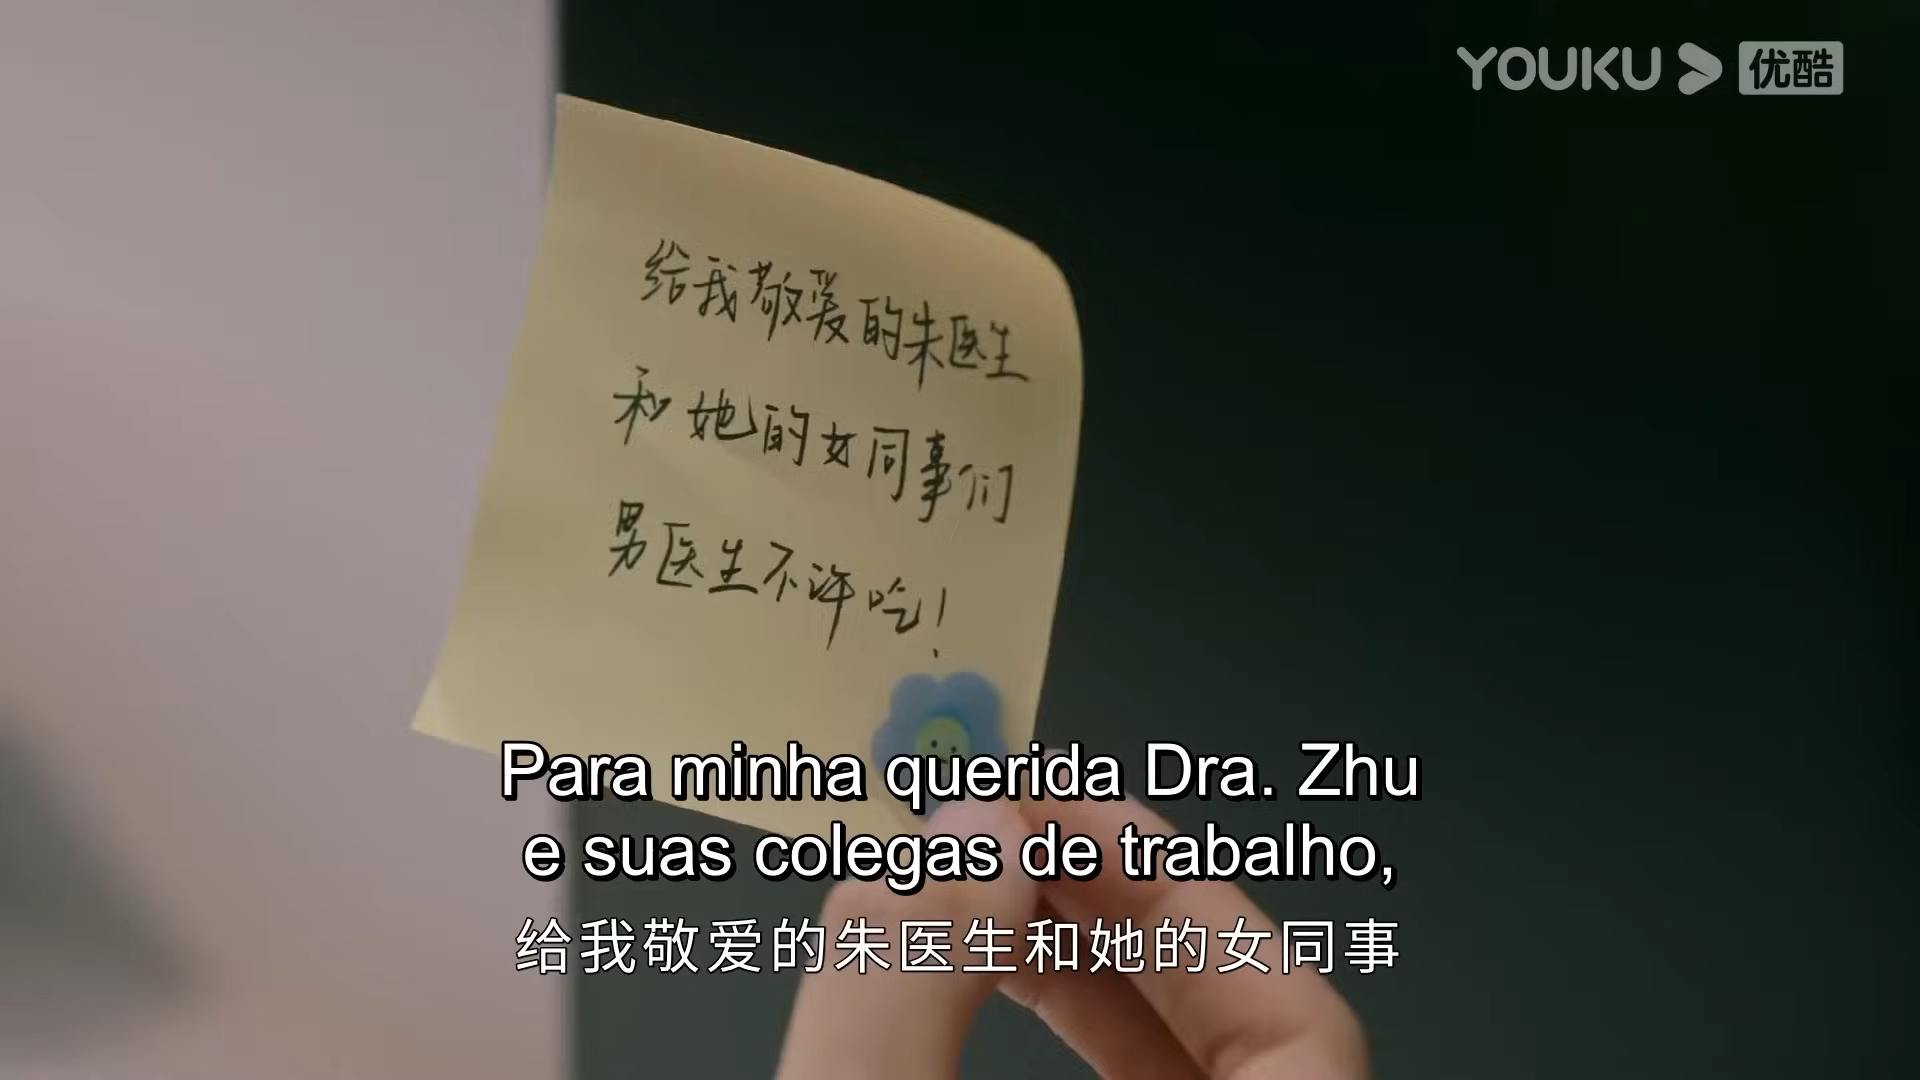 YOUKU 优酷
给我敬爱的朱医生
和她的女同事们
男医生不许吃！
Para minha querida Dra. Zhu
e suas colegas de trabalho,
给我敬爱的朱医生和她的女同事